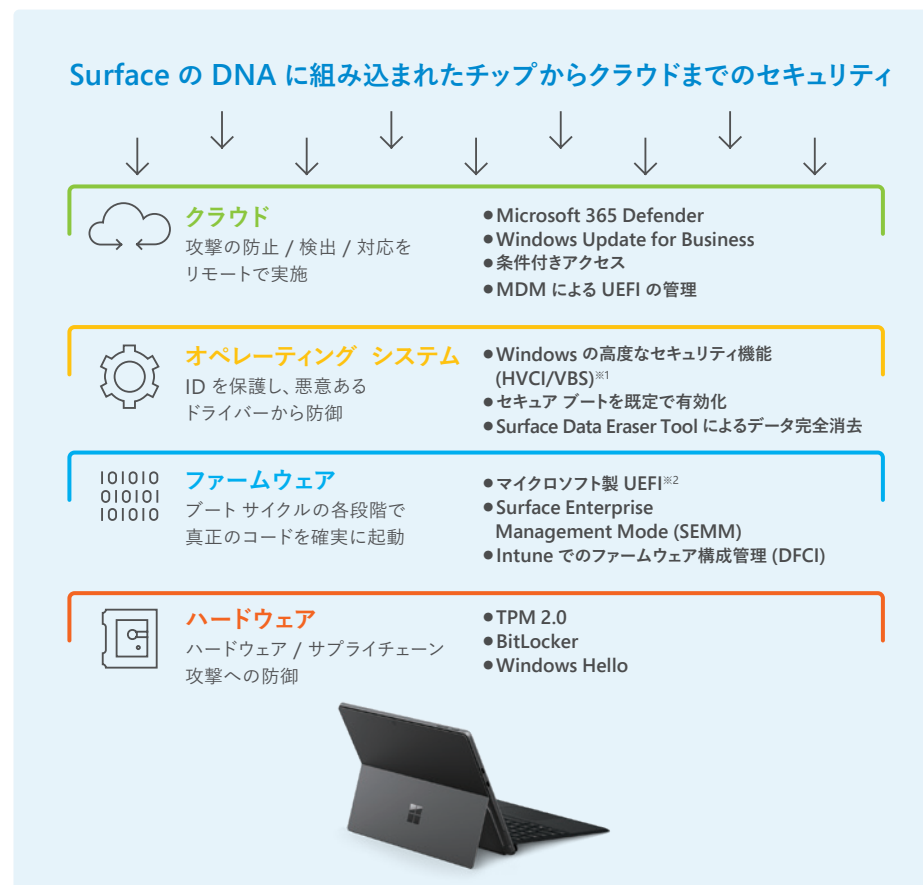 Surface の DNA に組み込まれたチップからクラウドまでのセキュリティ
クラウド
攻撃の防止 / 検出 / 対応を
リモートで実施
●Microsoft 365 Defender
●Windows Update for Business
●条件付きアクセス
●MDM による UEFI の管理
オペレーティング システム
ID を保護し、悪意ある
ドライバーから防御
●Windows の高度なセキュリティ機能
(HVCI/VBS)※1
●セキュア ブートを既定で有効化
●Surface Data Eraser Tool によるデータ完全消去
101010
010101
101010
ファームウェア
ブート サイクルの各段階で
真正のコードを確実に起動
●マイクロソフト製 UEFI※2
●Surface Enterprise
Management Mode (SEMM)
●Intune でのファームウェア構成管理 (DFCI)
ハードウェア
ハードウェア / サプライチェーン
攻撃への防御
●TPM 2.0
●BitLocker
●Windows Hello